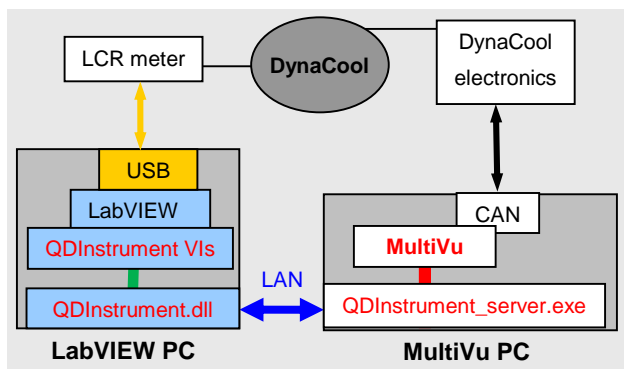 LCR meter
DynaCool
DynaCool
electronics
USB
LabVIEW
QDInstrument VIs
QDInstrument.dll
LabVIEW PC
LAN
CAN
MultiVu
QDInstrument_server.exe
MultiVu PC